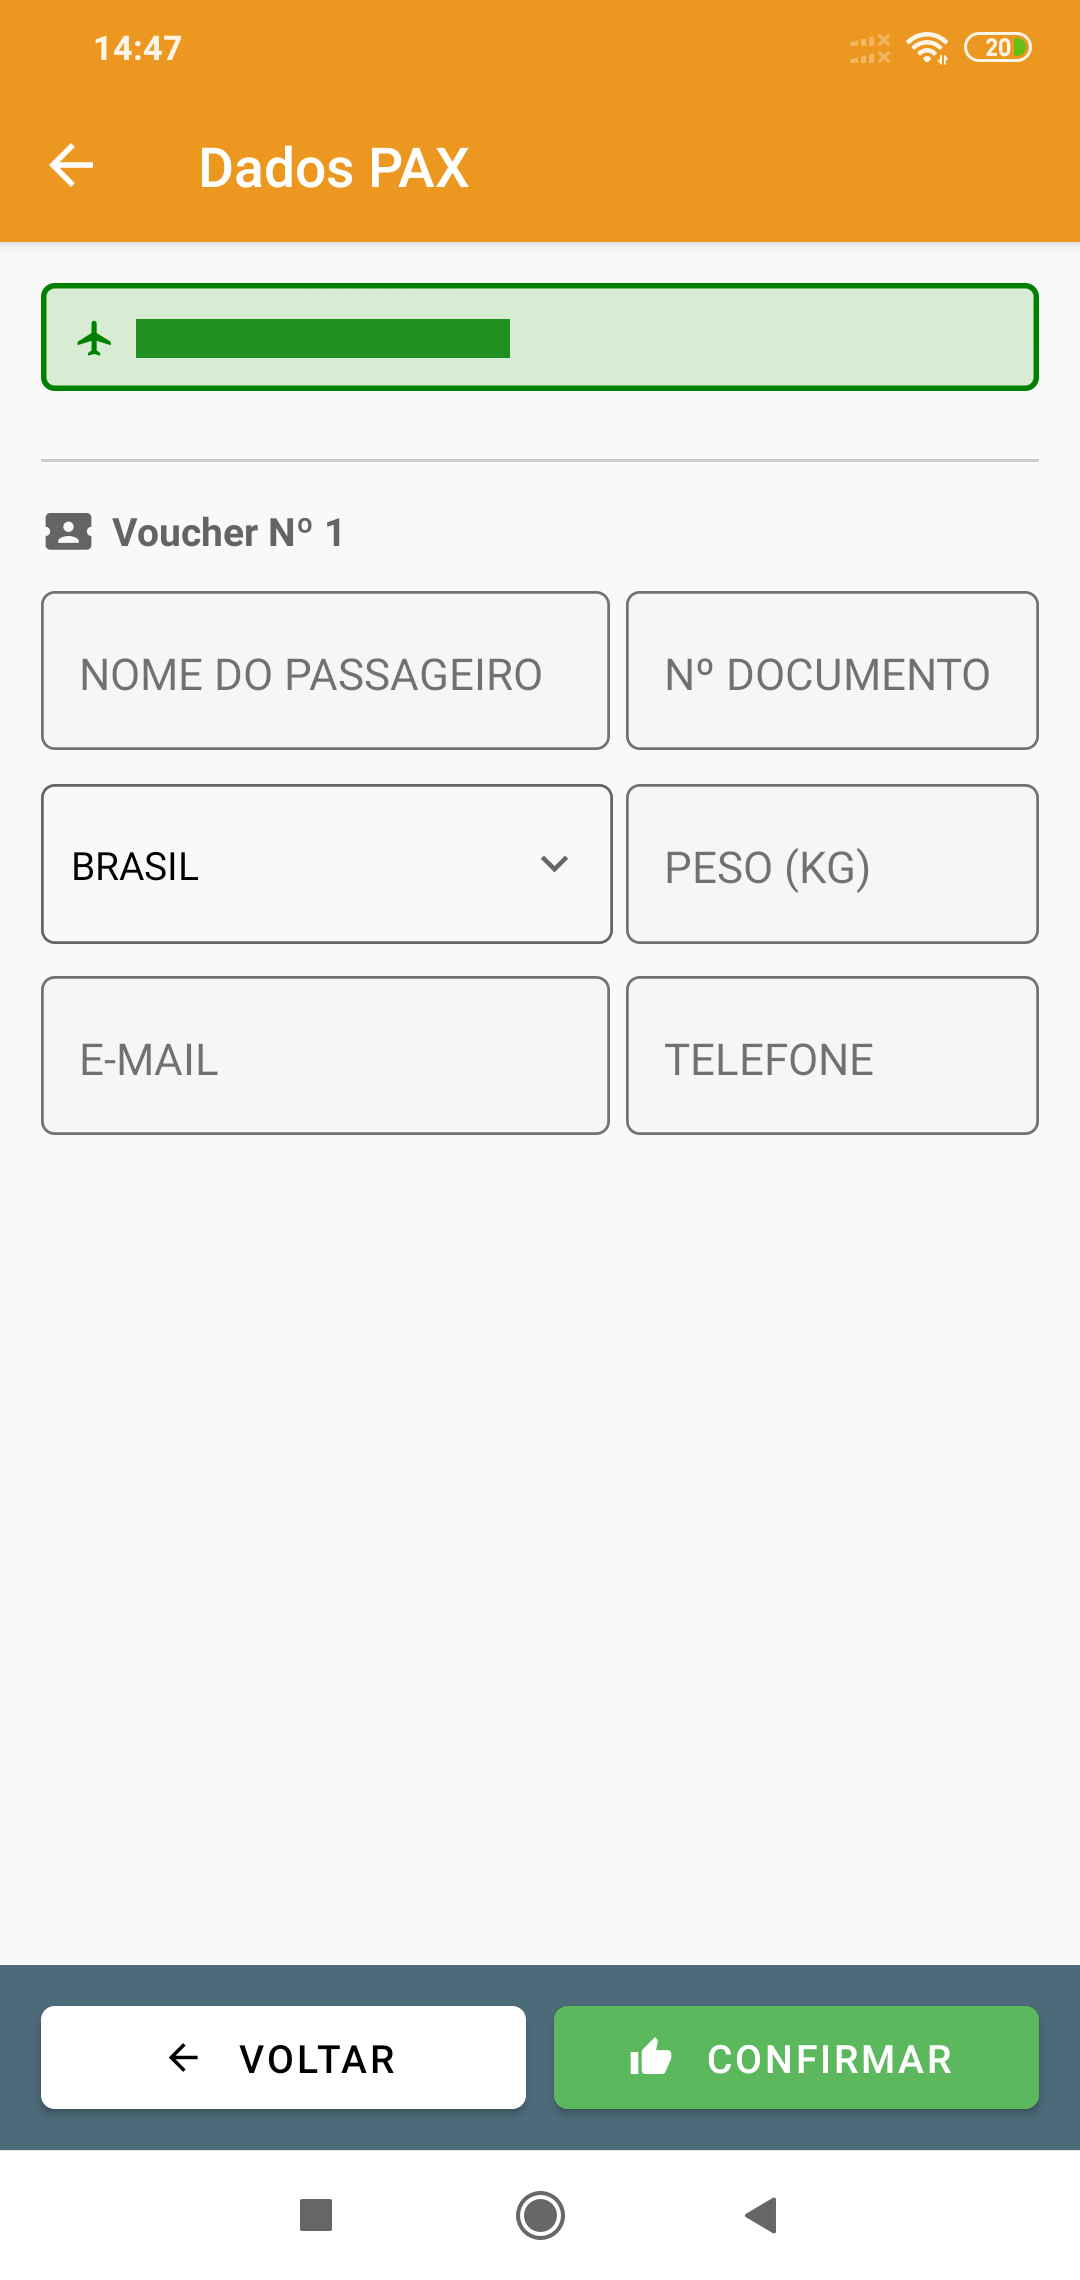 14:47
20
Dados PAX
Voucher Nº 1
NOME DO PASSAGEIRO
Nº DOCUMENTO
BRASIL
PESO (KG)
E-MAIL
TELEFONE
VOLTAR
CONFIRMAR